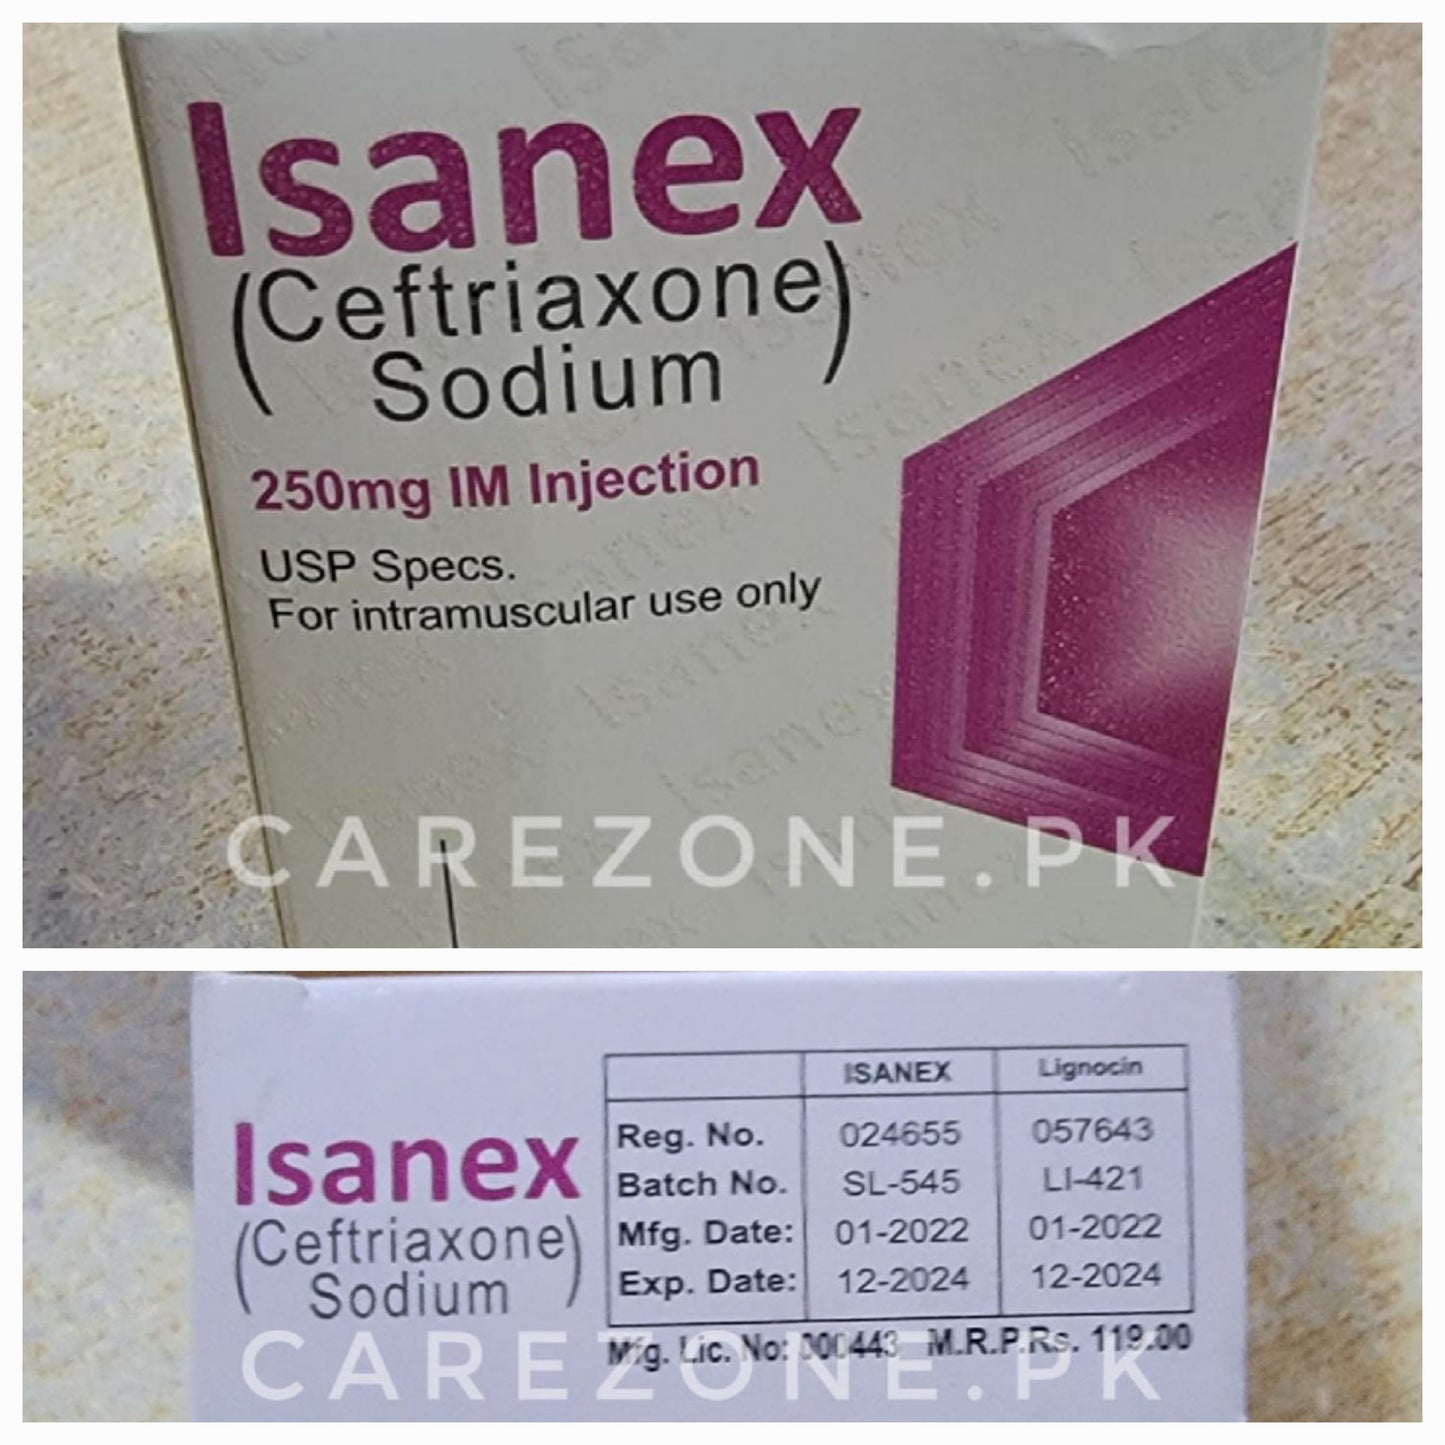 Isanex
(Ceftriaxone)
Sodium
250mg IM Injection
USP Specs.
For intramuscular use only
CAREZONE.PK
Isanex
(Ceftriaxone)
Sodium
ISANEX Lignocin
Reg. No. 024655 057643
Batch No. SL-545 LI-421
Mfg. Date: 01-2022 01-2022
Exp. Date: 12-2024 12-2024
Mfg. Lic. No: 000443 M.R.P.Rs. 119.00
CAREZONE.PK